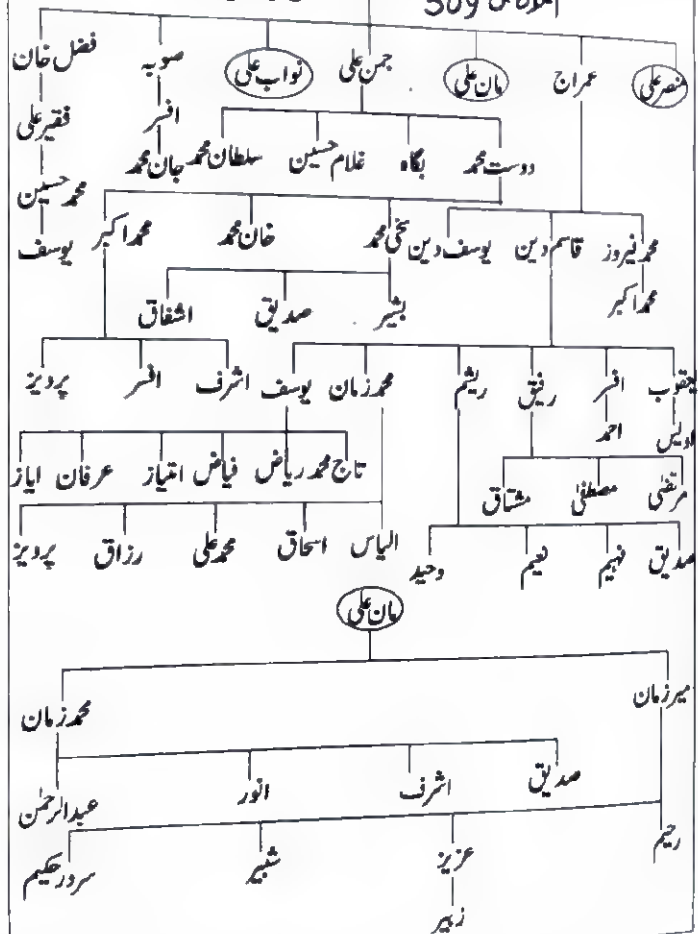 309
منصر علی عمراج مان علی جمن علی نواب علی صوبہ فضل خان
افسر فقیر علی
دوست محمد بگاہ غلام حسین سلطان محمد جان محمد
محمد حسین
محمد فیروز قاسم دین یوسف دین سخی محمد خان محمد محمد اکبر یوسف
محمد اکبر
بشیر صدیق اشفاق
یعقوب افسر رفیق ریشم محمد زمان یوسف اشرف افسر پرویز
اویس احمد
تاج محمد ریاض فیاض امتیاز عرفان ایاز
مرتضیٰ مصطفیٰ مشتاق
صدیق فہیم نعیم وحید الیاس اسحاق محمد علی رزاق پرویز
مان علی
میر زمان محمد زمان
صدیق اشرف انور عبدالرحمٰن
رحیم عزیز شبیر سرور حکیم
زبیر